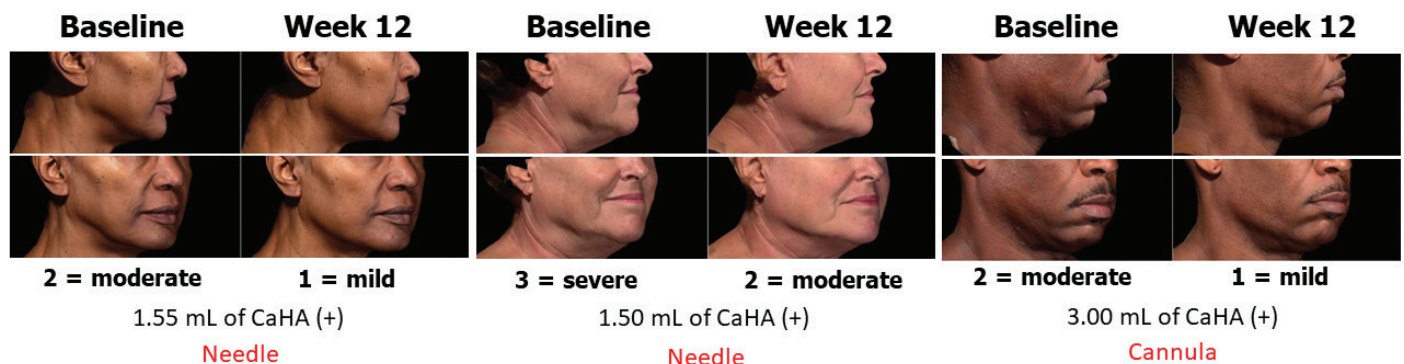 Baseline Week 12 Baseline Week 12 Baseline Week 12
2 = moderate 1 = mild 3 = severe 2 = moderate 2 = moderate 1 = mild
1.55 mL of CaHA (+) 1.50 mL of CaHA (+) 3.00 mL of CaHA (+)
Needle Needle Cannula